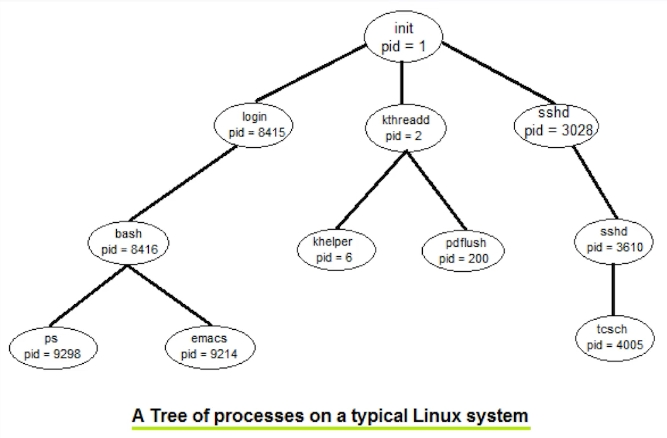 init
pid = 1
login
pid = 8415
kthreadd
pid = 2
sshd
pid = 3028
bash
pid = 8416
khelper
pid = 6
pdflush
pid = 200
sshd
pid = 3610
ps
pid = 9298
emacs
pid = 9214
tcsch
pid = 4005
A Tree of processes on a typical Linux system